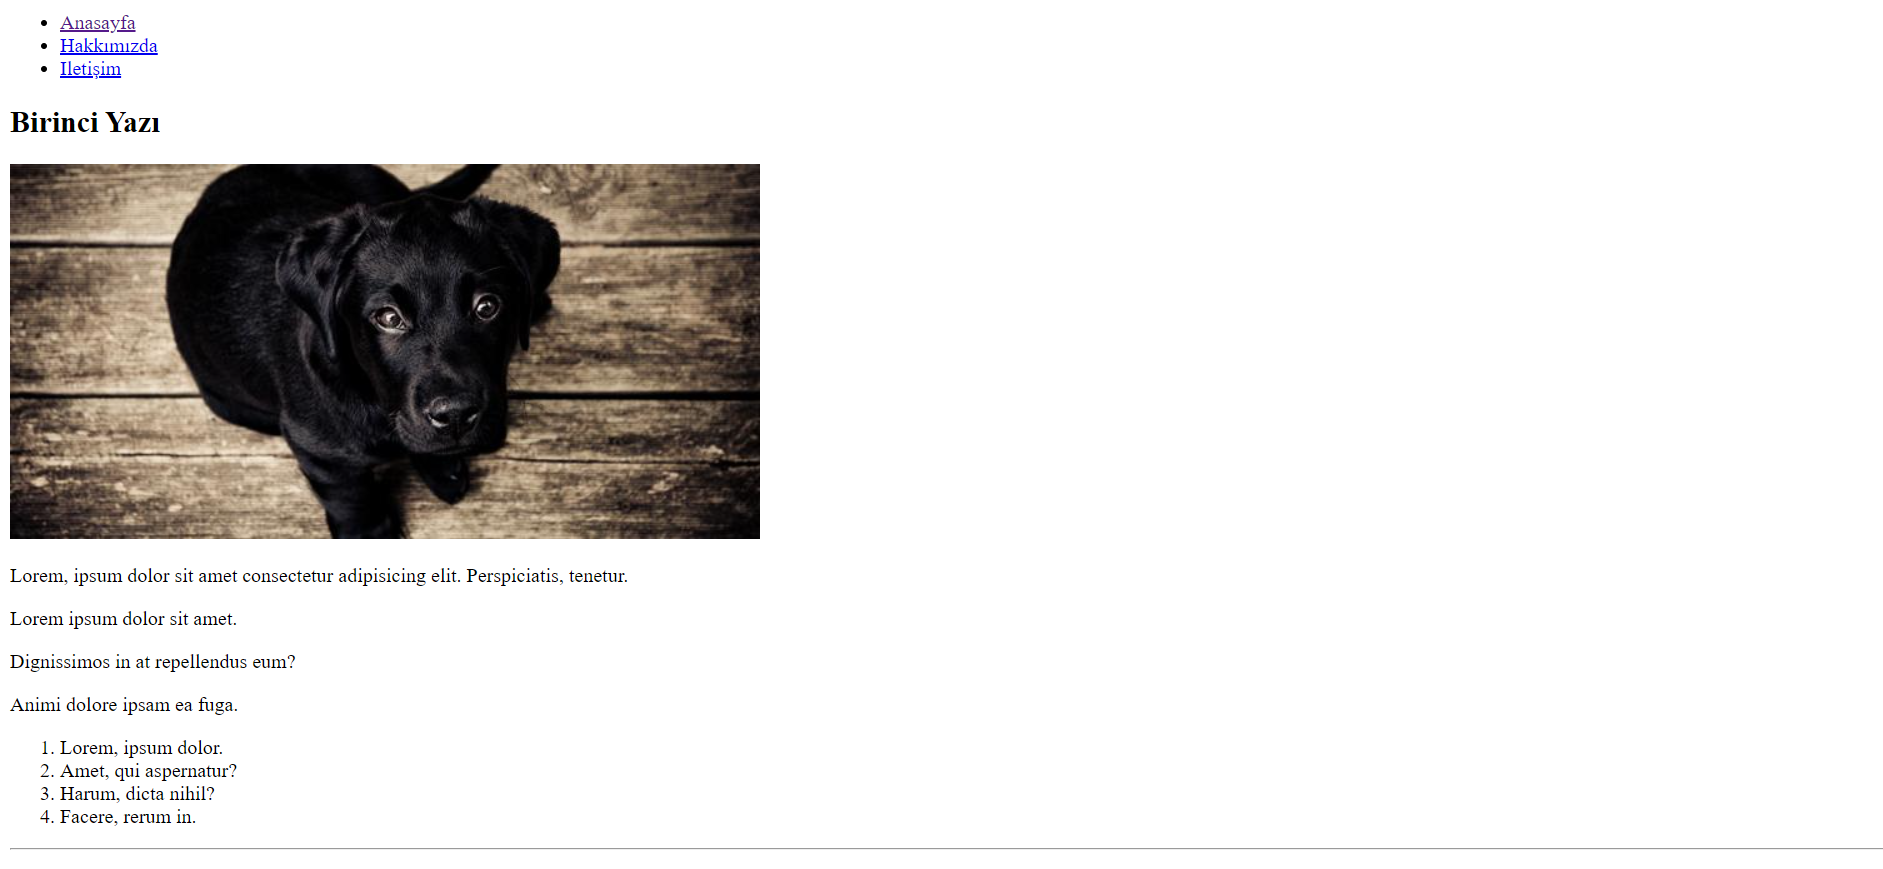 Anasayfa
Hakkımızda
Iletişim
Birinci Yazı
Lorem, ipsum dolor sit amet consectetur adipisicing elit. Perspiciatis, tenetur.
Lorem ipsum dolor sit amet.
Dignissimos in at repellendus eum?
Animi dolore ipsam ea fuga.
1. Lorem, ipsum dolor.
2. Amet, qui aspernatur?
3. Harum, dicta nihil?
4. Facere, rerum in.